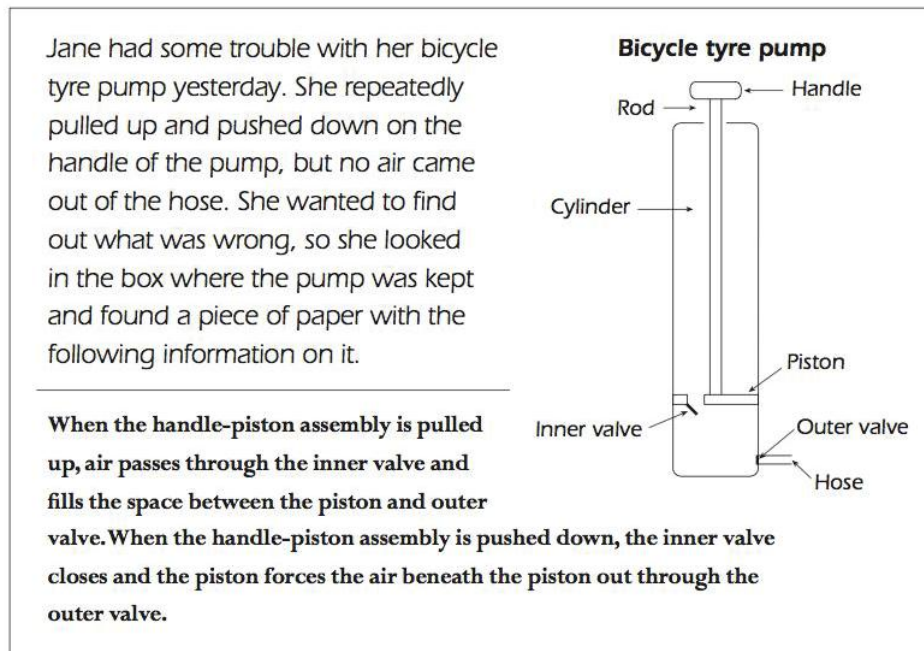 Jane had some trouble with her bicycle
tyre pump yesterday. She repeatedly
pulled up and pushed down on the
handle of the pump, but no air came
out of the hose. She wanted to find
out what was wrong, so she looked
in the box where the pump was kept
and found a piece of paper with the
following information on it.
When the handle-piston assembly is pulled
up, air passes through the inner valve and
fills the space between the piston and outer
valve. When the handle-piston assembly is pushed down, the inner valve
closes and the piston forces the air beneath the piston out through the
outer valve.
Bicycle tyre pump
Handle
Rod
Cylinder
Piston
Inner valve
Outer valve
Hose